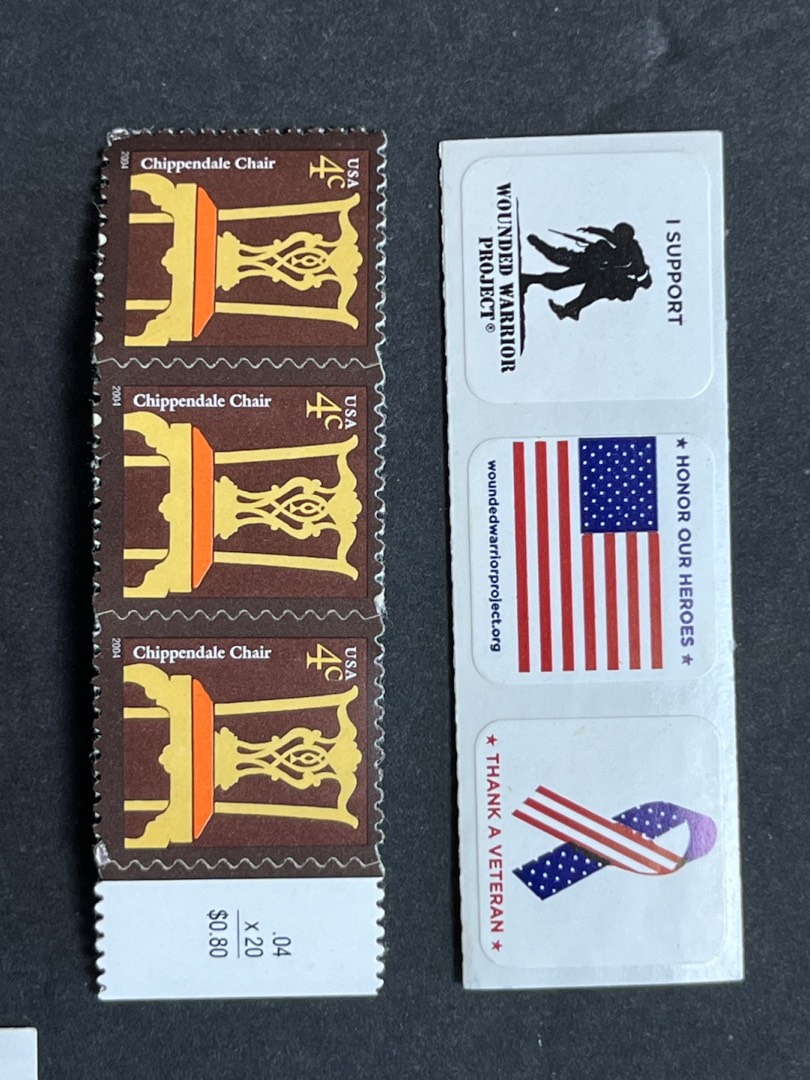 2004
Chippendale Chair
4c
USA
2004
Chippendale Chair
4c
USA
2004
Chippendale Chair
4c
USA
.04
x 20
$0.80
I SUPPORT
WOUNDED WARRIOR
PROJECT®
★ HONOR OUR HEROES ★
woundedwarriorproject.org
★ THANK A VETERAN ★